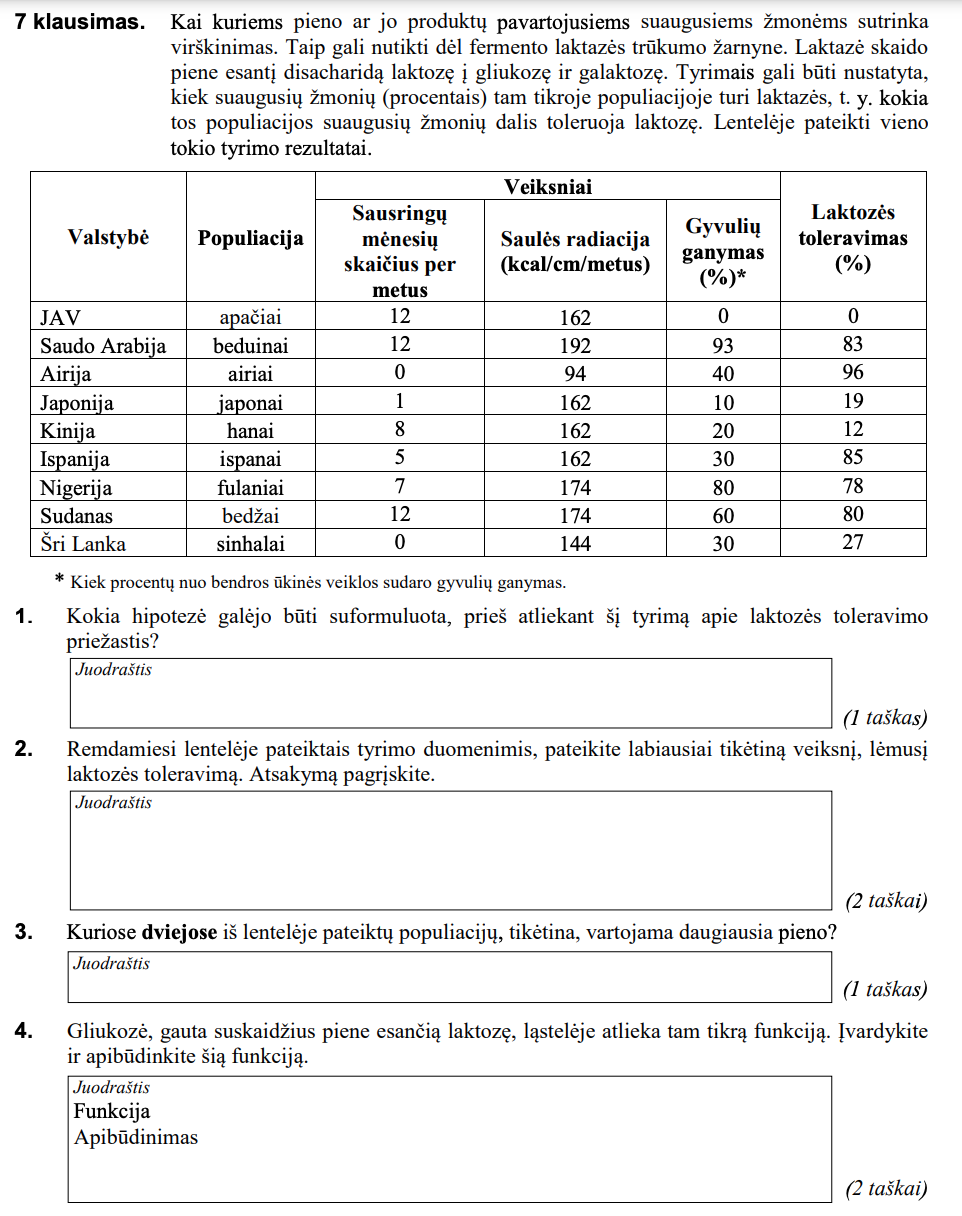 7 klausimas. Kai kuriems pieno ar jo produktų pavartojusiems suaugusiems žmonėms sutrinka
virškinimas. Taip gali nutikti dėl fermento laktazės trūkumo žarnyne. Laktazė skaido
piene esantį disacharidą laktozę į gliukozę ir galaktozę. Tyrimais gali būti nustatyta,
kiek suaugusių žmonių (procentais) tam tikroje populiacijoje turi laktazės, t. y. kokia
tos populiacijos suaugusių žmonių dalis toleruoja laktozę. Lentelėje pateikti vieno
tokio tyrimo rezultatai.
Valstybė Populiacija Veiksniai Laktozės toleravimas (%)
Sausringų mėnesių skaičius per metus Saulės radiacija (kcal/cm/metus) Gyvulių ganymas (%)*
JAV apačiai 12 162 0 0
Saudo Arabija beduinai 12 192 93 83
Airija airiai 0 94 40 96
Japonija japonai 1 162 10 19
Kinija hanai 8 162 20 12
Ispanija ispanai 5 162 30 85
Nigerija fulaniai 7 174 80 78
Sudanas bedžai 12 174 60 80
Šri Lanka sinhalai 0 144 30 27
* Kiek procentų nuo bendros ūkinės veiklos sudaro gyvulių ganymas.
1. Kokia hipotezė galėjo būti suformuluota, prieš atliekant šį tyrimą apie laktozės toleravimo
priežastis?
Juodraštis
(1 taškas)
2. Remdamiesi lentelėje pateiktais tyrimo duomenimis, pateikite labiausiai tikėtiną veiksnį, lėmusį
laktozės toleravimą. Atsakymą pagrįskite.
Juodraštis
(2 taškai)
3. Kuriose dviejose iš lentelėje pateiktų populiacijų, tikėtina, vartojama daugiausia pieno?
Juodraštis
(1 taškas)
4. Gliukozė, gauta suskaidžius piene esančią laktozę, ląstelėje atlieka tam tikrą funkciją. Įvardykite
ir apibūdinkite šią funkciją.
Juodraštis
Funkcija
Apibūdinimas
(2 taškai)